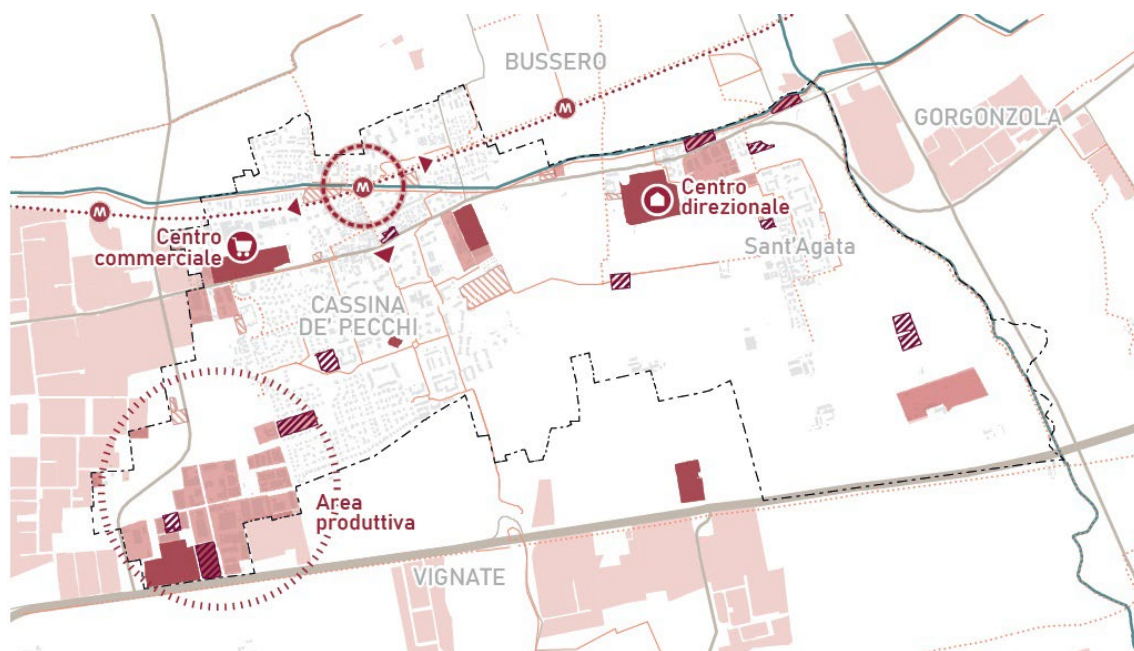 BUSSERO
GORGONZOLA
M
M
M
Centro
direzionale
Centro
commerciale
Sant'Agata
CASSINA
DE' PECCHI
Area
produttiva
VIGNATE